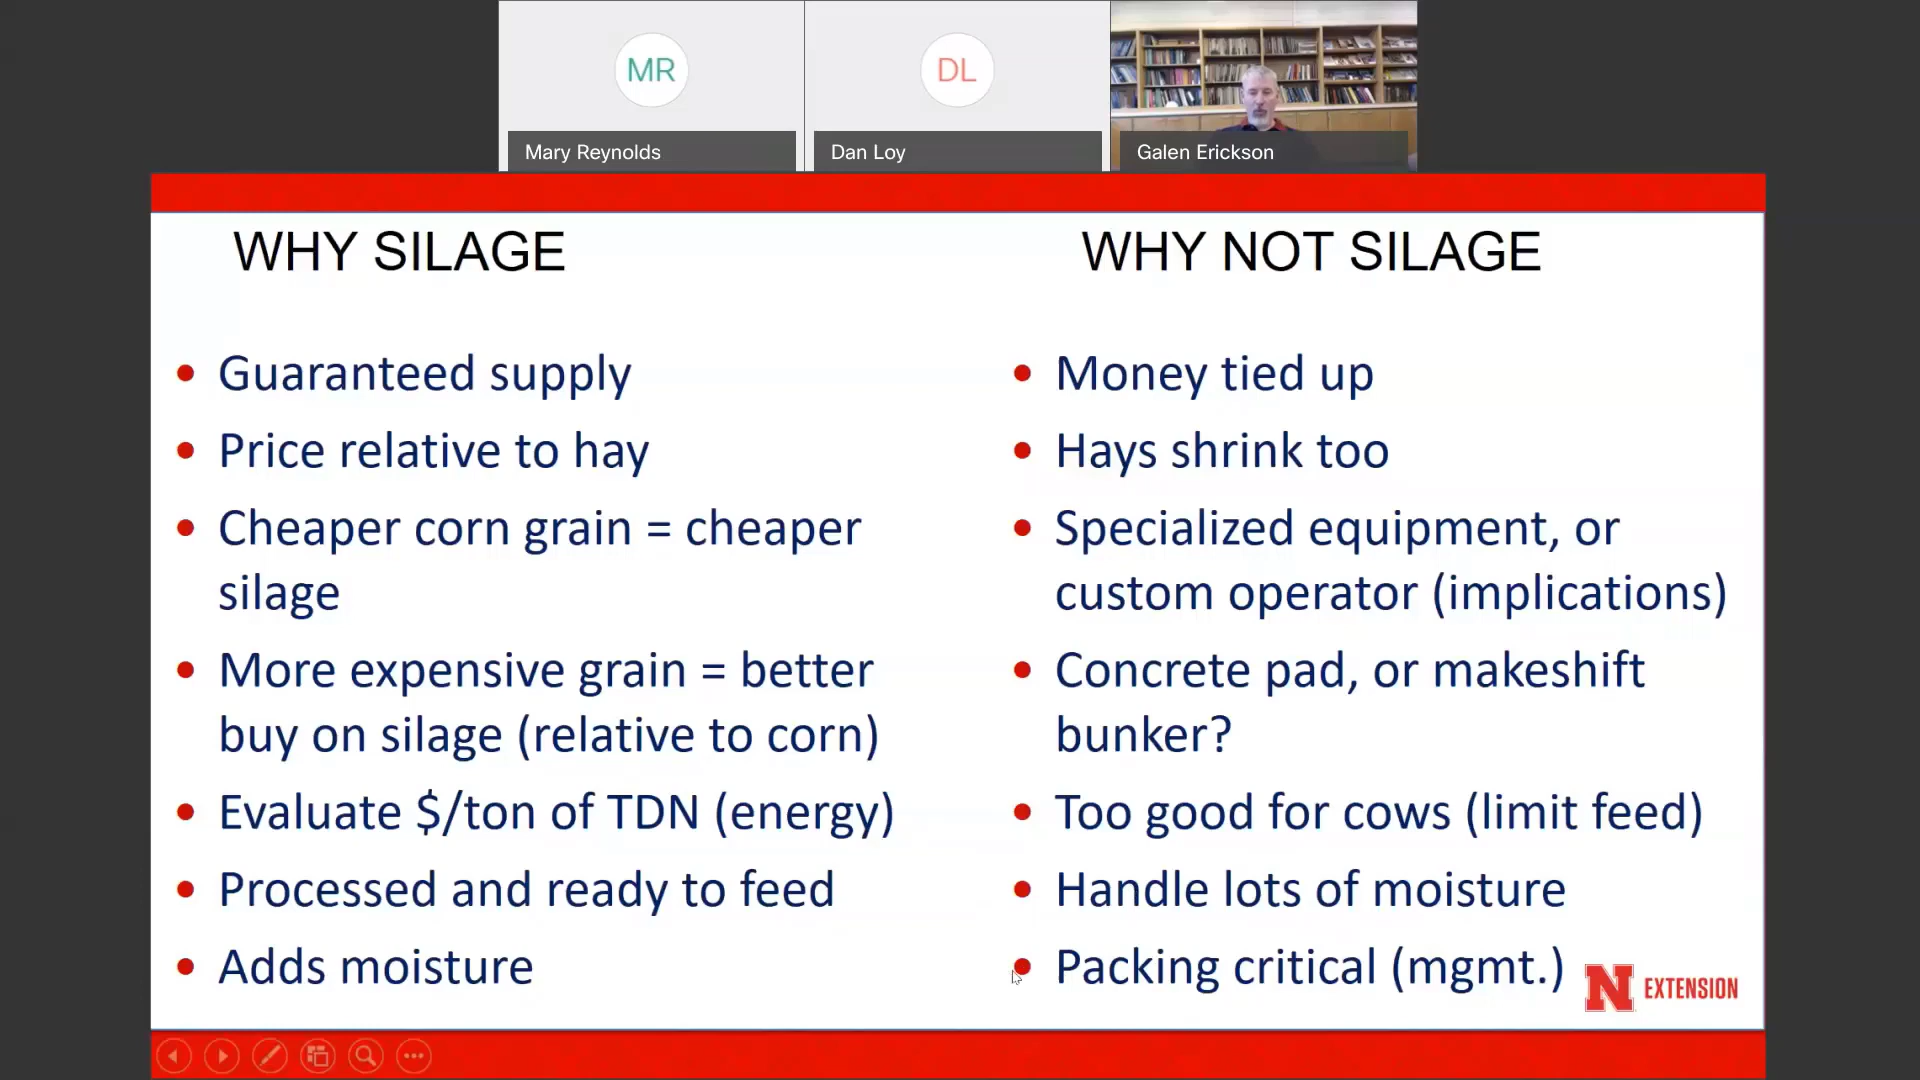 MR
DL
Mary Reynolds
Dan Loy
Galen Erickson
WHY SILAGE
• Guaranteed supply
• Price relative to hay
• Cheaper corn grain = cheaper
silage
• More expensive grain = better
buy on silage (relative to corn)
• Evaluate $/ton of TDN (energy)
• Processed and ready to feed
• Adds moisture
WHY NOT SILAGE
• Money tied up
• Hays shrink too
• Specialized equipment, or
custom operator (implications)
• Concrete pad, or makeshift
bunker?
• Too good for cows (limit feed)
• Handle lots of moisture
• Packing critical (mgmt.)
N EXTENSION